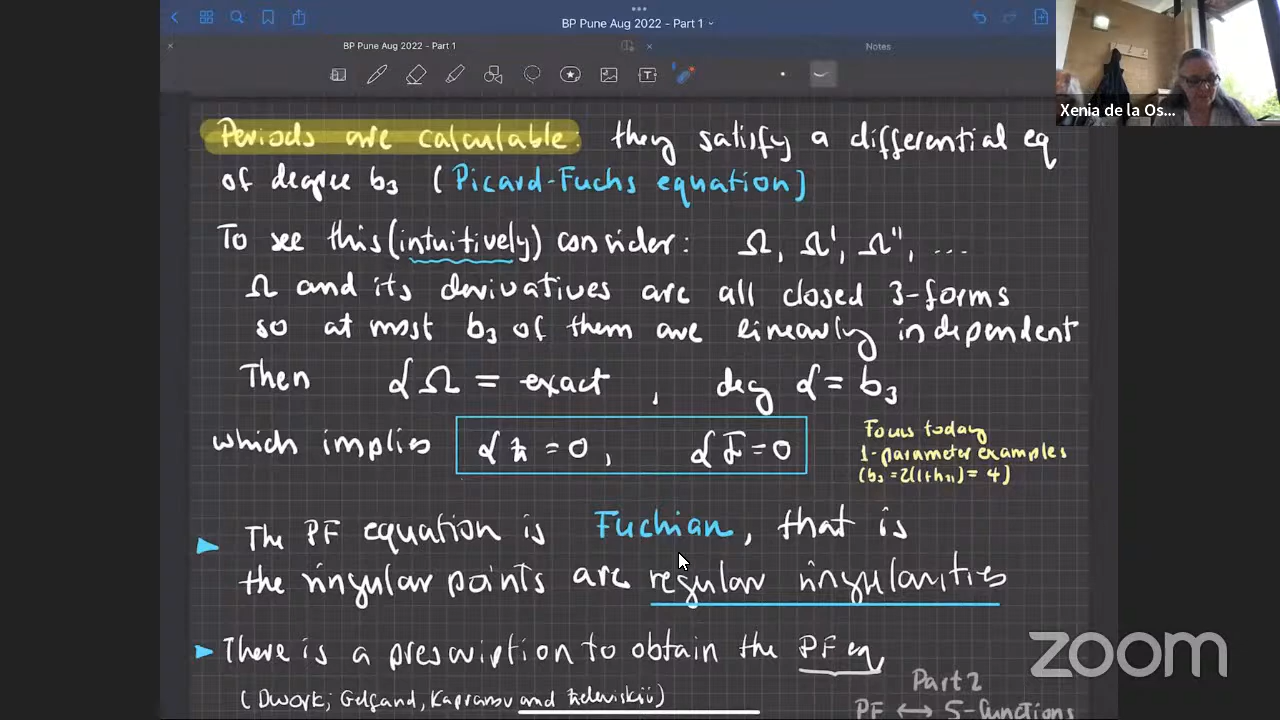 BP Pune Aug 2022 - Part 1
BP Pune Aug 2022 - Part 1
Notes
Xenia de la Os...
Periods are calculable: they satisfy a differential eq
of degree b₃ (Picard-Fuchs equation)
To see this (intuitively) consider: Ω, Ω', Ω'', ...
Ω and its derivatives are all closed 3-forms
so at most b₃ of them are linearly independent
Then ℒΩ = exact, deg ℒ = b₃
which implies ℒ = 0, ℒ = 0
Focus today
1-parameter examples
(b₃ = 2(1+h₂₁) = 4)
The PF equation is Fuchian, that is
the singular points are regular singularities
There is a prescription to obtain the PF eq
(Dwork; Gelfand, Kapranov and
Part 2
PF ↔ ζ-functions
zoom